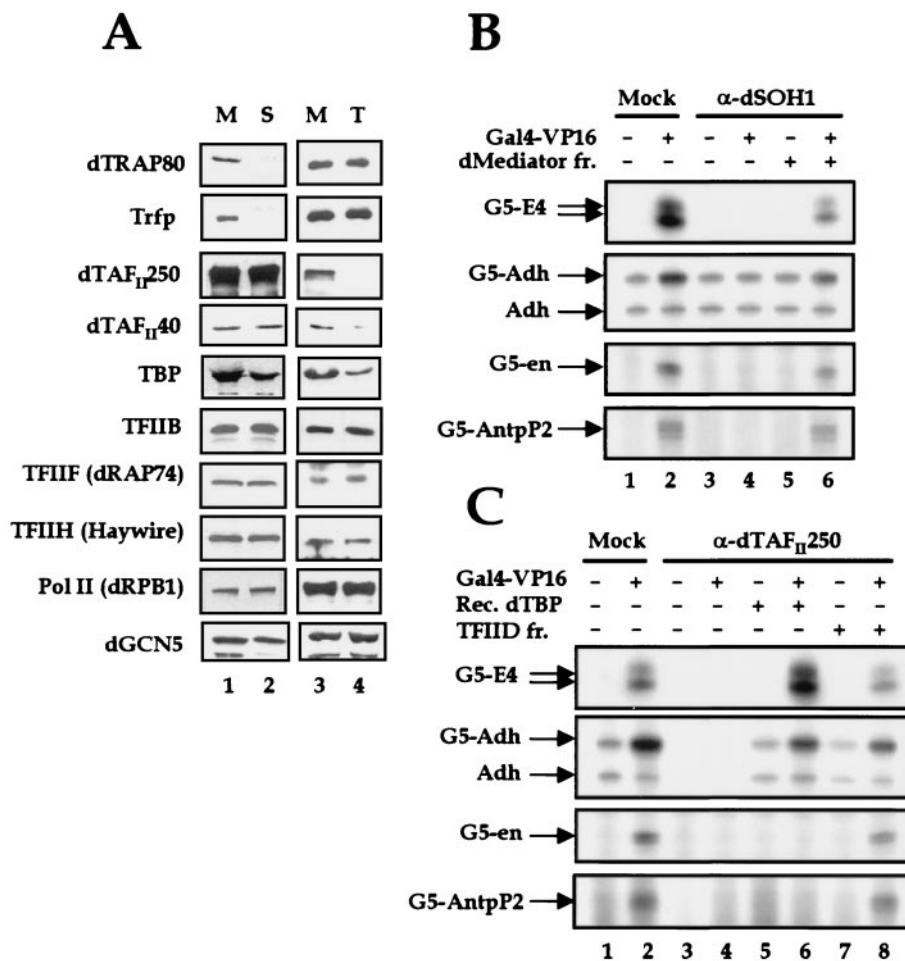 A
M S M T
dTRAP80
Trfp
dTAFII250
dTAFII40
TBP
TFIIB
TFIIF (dRAP74)
TFIIH (Haywire)
Pol II (dRPB1)
dGCN5
1 2 3 4
B
Mock α-dSOH1
Gal4-VP16 - + - + - +
dMediator fr. - - - - + +
G5-E4
G5-Adh
Adh
G5-en
G5-AntpP2
1 2 3 4 5 6
C
Mock α-dTAFII250
Gal4-VP16 - + - + - + - +
Rec. dTBP - - - - + + - -
TFIID fr. - - - - - - + +
G5-E4
G5-Adh
Adh
G5-en
G5-AntpP2
1 2 3 4 5 6 7 8